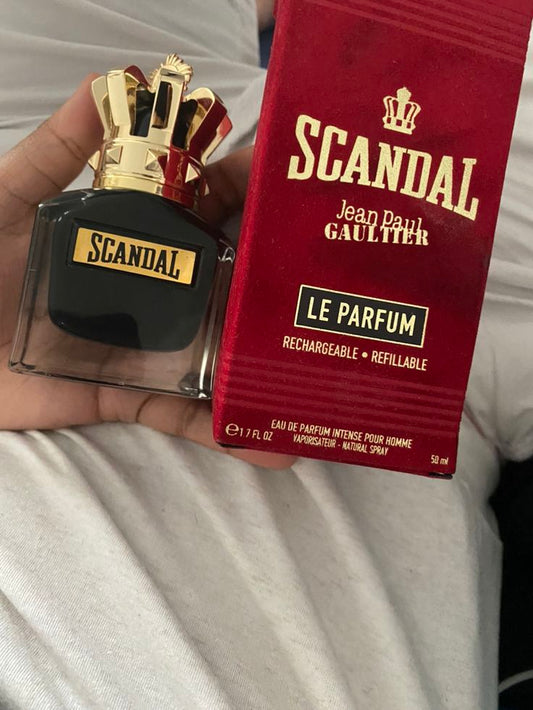 SCANDAL
SCANDAL
Jean Paul
GAULTIER
LE PARFUM
RECHARGEABLE • REFILLABLE
EAU DE PARFUM INTENSE POUR HOMME
℮ 1.7 FL OZ VAPORISATEUR - NATURAL SPRAY 50 ml